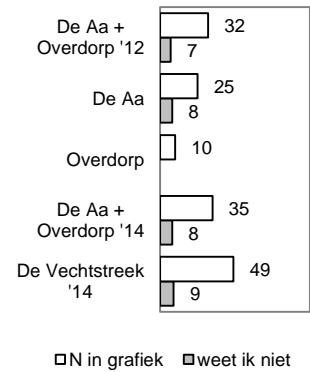 De Aa +
Overdorp '12
32
7
De Aa
25
8
Overdorp
10
De Aa +
Overdorp '14
35
8
De Vechtstreek
'14
49
9
N in grafiek weet ik niet